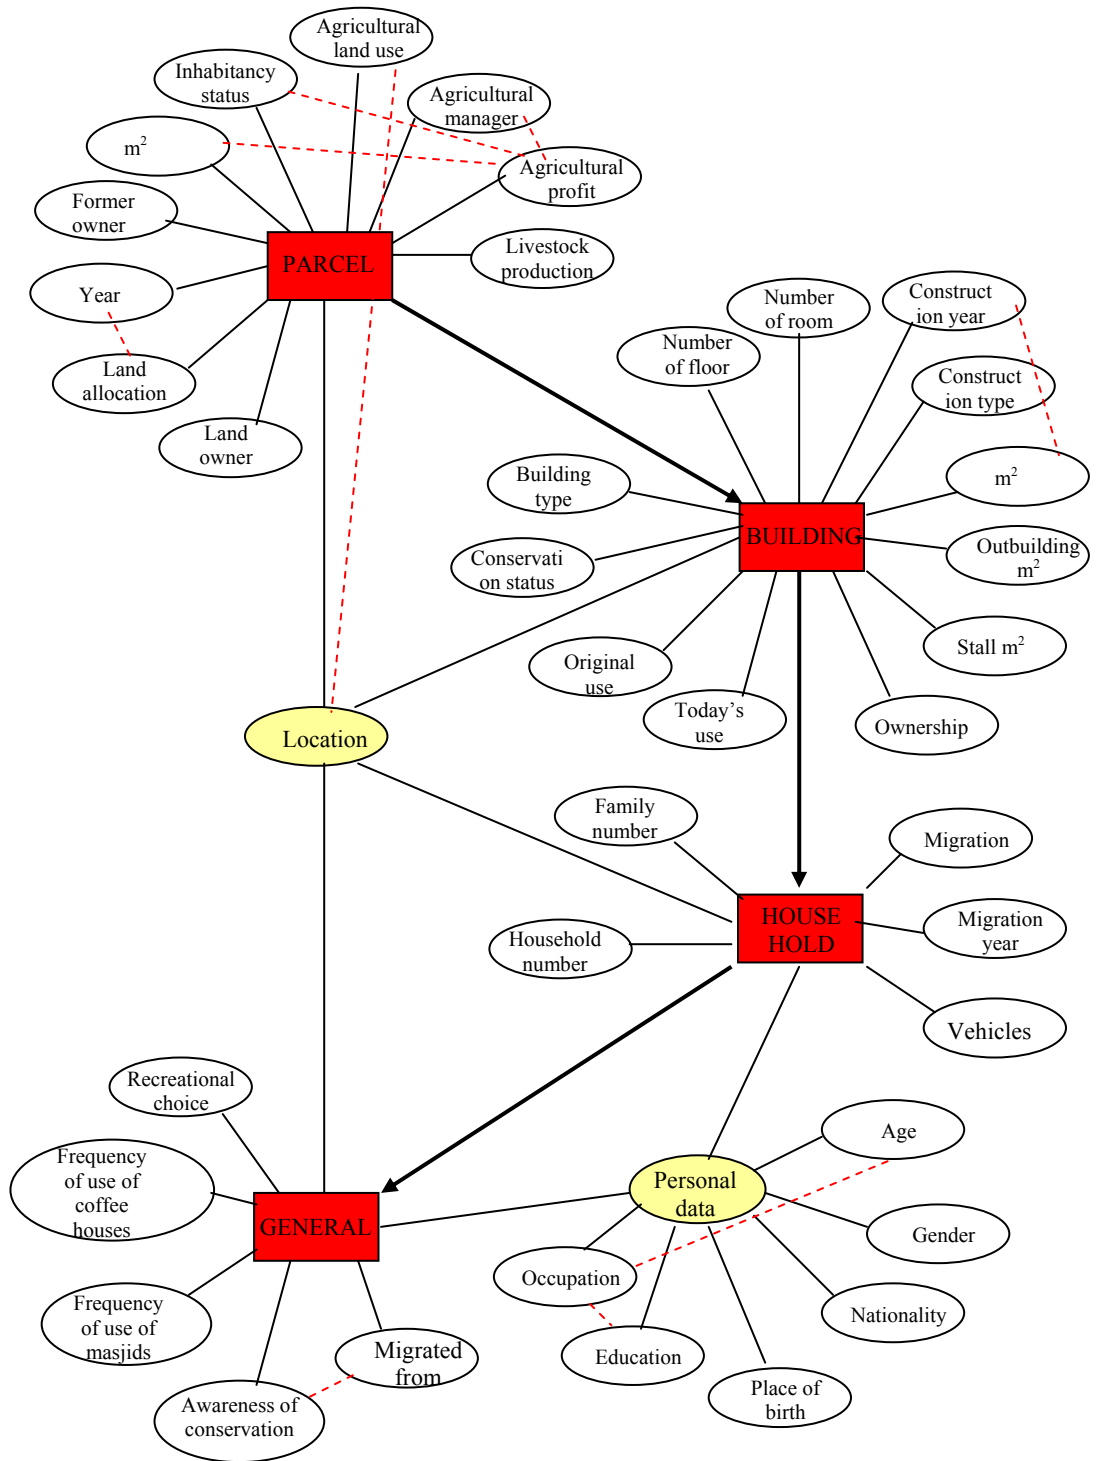 Agricultural
land use
Inhabitancy
status
Agricultural
manager
m²
Agricultural
profit
Former
owner
PARCEL
Livestock
production
Year
Land
allocation
Land
owner
Number
of room
Construct
ion year
Number
of floor
Construct
ion type
Building
type
m²
BUILDING
Conservati
on status
Outbuilding
m²
Original
use
Stall m²
Today's
use
Ownership
Location
Family
number
Migration
HOUSE
HOLD
Household
number
Migration
year
Vehicles
Recreational
choice
Age
Frequency
of use of
coffee
houses
Personal
data
GENERAL
Gender
Occupation
Nationality
Frequency
of use of
masjids
Migrated
from
Education
Place of
birth
Awareness of
conservation